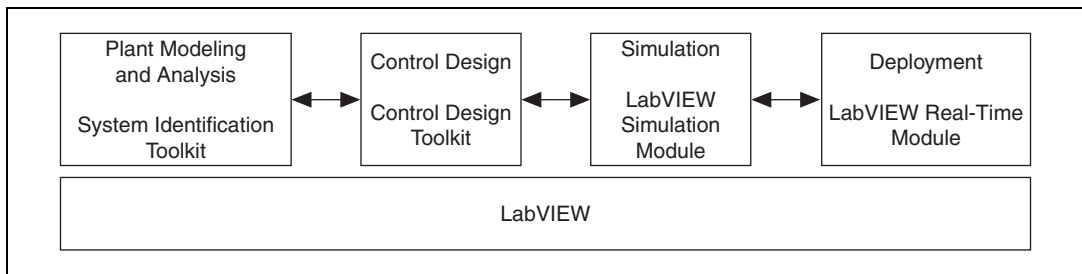 Plant Modeling
and Analysis
System Identification
Toolkit
Control Design
Control Design
Toolkit
Simulation
LabVIEW
Simulation
Module
Deployment
LabVIEW Real-Time
Module
LabVIEW